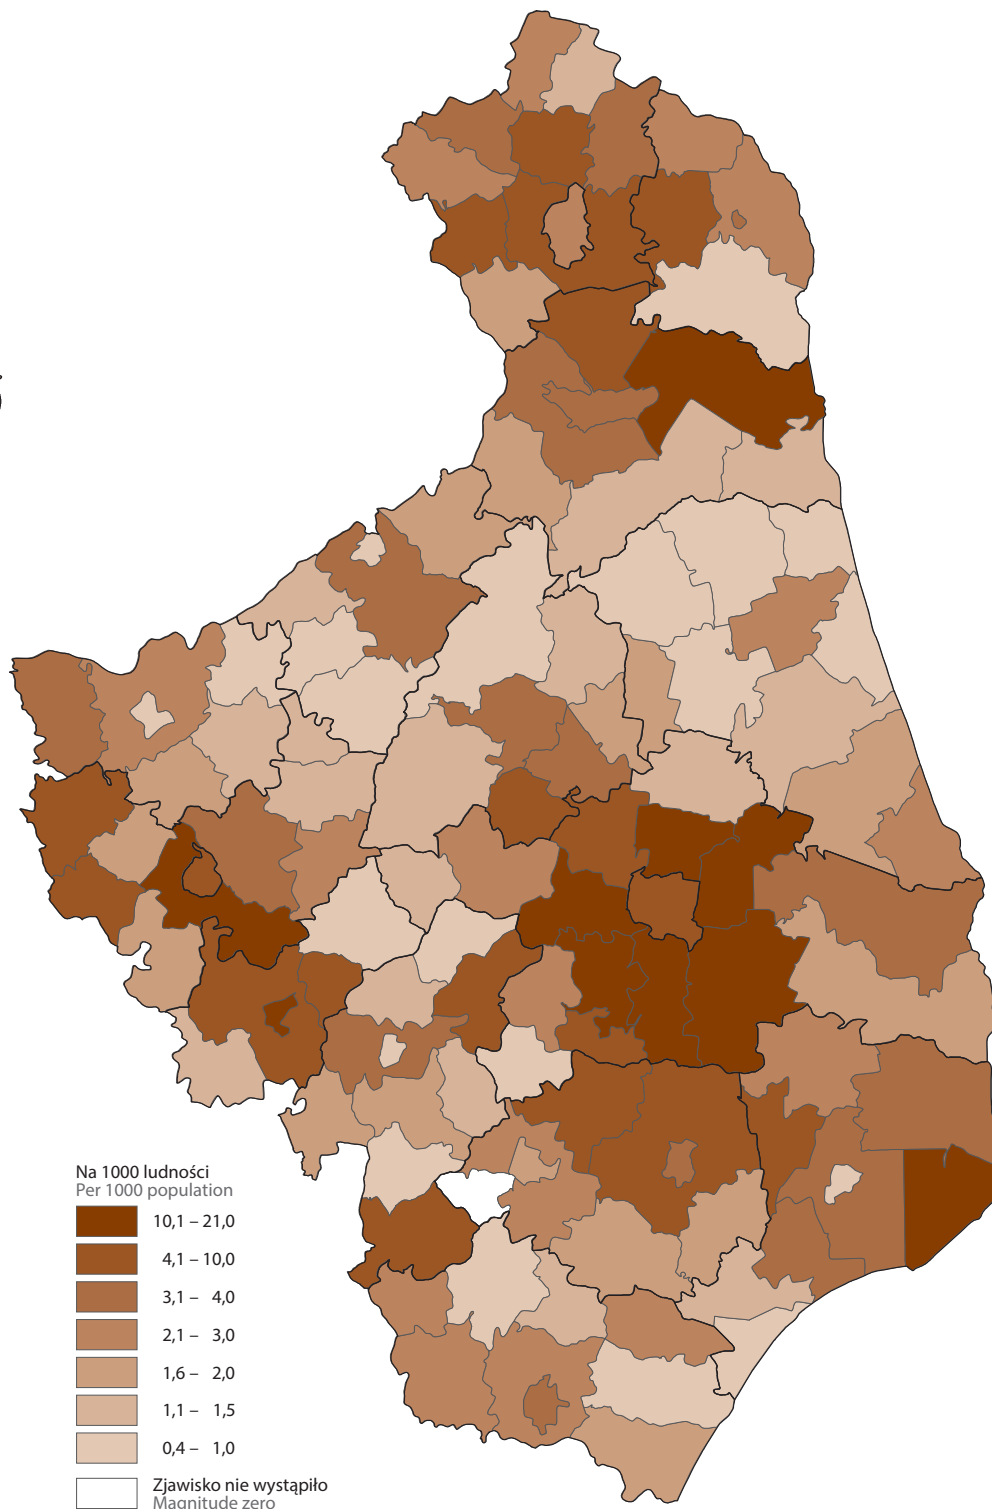 Na 1000 ludności
Per 1000 population
10,1 – 21,0
4,1 – 10,0
3,1 – 4,0
2,1 – 3,0
1,6 – 2,0
1,1 – 1,5
0,4 – 1,0
Zjawisko nie wystąpiło
Magnitude zero